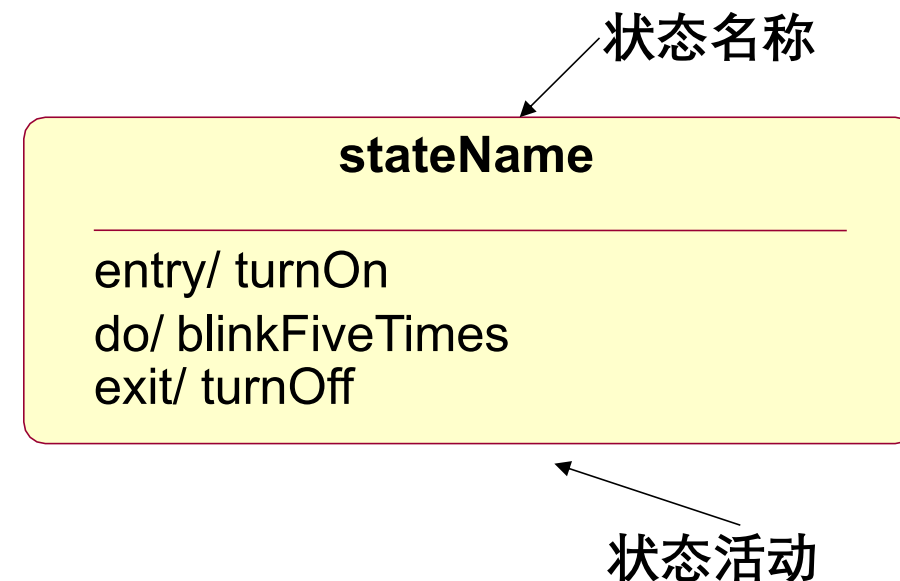 状态名称
stateName
entry/ turnOn
do/ blinkFiveTimes
exit/ turnOff
状态活动